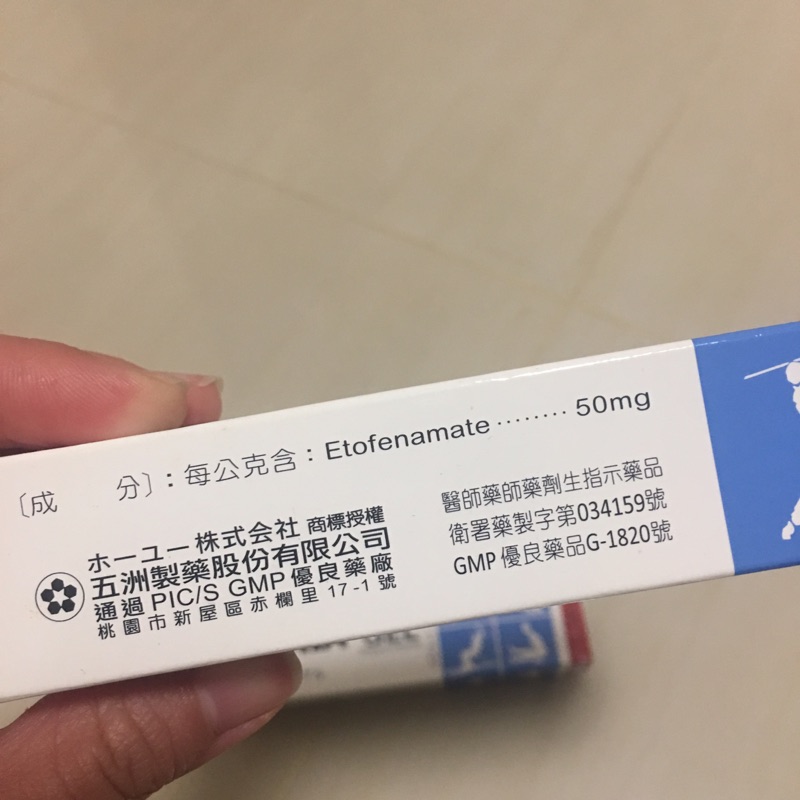 〔成　　分〕：每公克含：Etofenamate ········ 50mg
ホーユー株式会社 商標授權
五洲製藥股份有限公司
通過 PIC/S GMP 優良藥廠
桃園市新屋區赤欄里 17-1 號
醫師藥師藥劑生指示藥品
衛署藥製字第034159號
GMP 優良藥品G-1820號